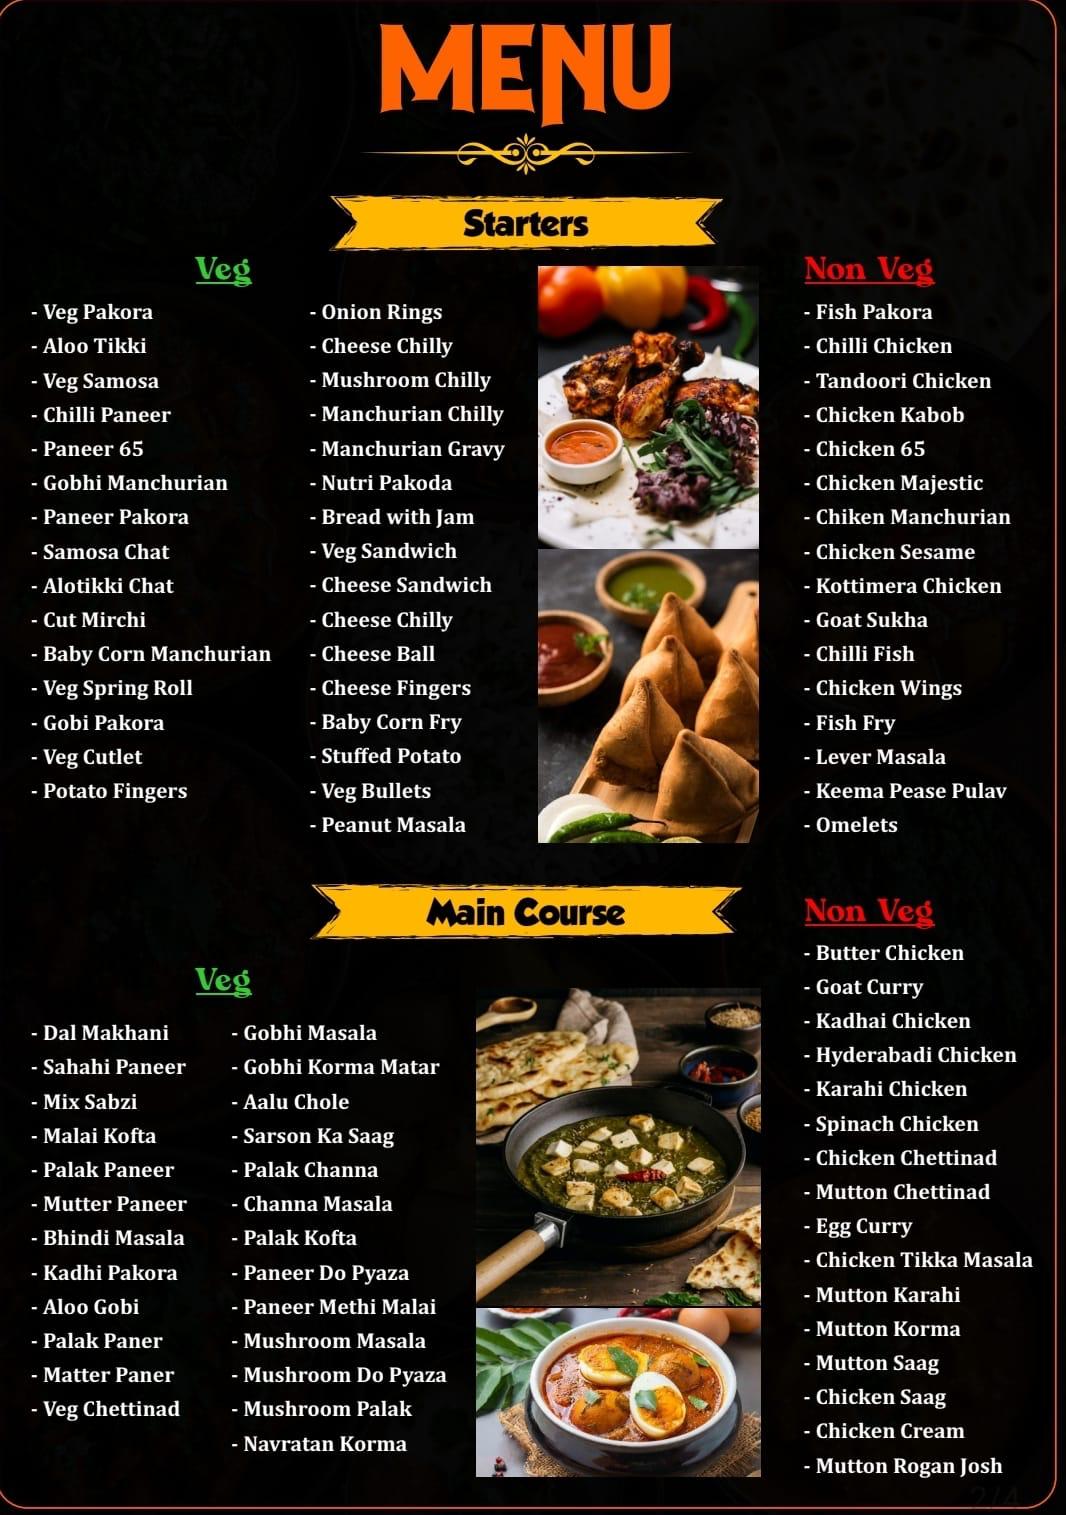 MENU
Starters
Veg
- Veg Pakora
- Aloo Tikki
- Veg Samosa
- Chilli Paneer
- Paneer 65
- Gobhi Manchurian
- Paneer Pakora
- Samosa Chat
- Alotikki Chat
- Cut Mirchi
- Baby Corn Manchurian
- Veg Spring Roll
- Gobi Pakora
- Veg Cutlet
- Potato Fingers
- Onion Rings
- Cheese Chilly
- Mushroom Chilly
- Manchurian Chilly
- Manchurian Gravy
- Nutri Pakoda
- Bread with Jam
- Veg Sandwich
- Cheese Sandwich
- Cheese Chilly
- Cheese Ball
- Cheese Fingers
- Baby Corn Fry
- Stuffed Potato
- Veg Bullets
- Peanut Masala
Non Veg
- Fish Pakora
- Chilli Chicken
- Tandoori Chicken
- Chicken Kabob
- Chicken 65
- Chicken Majestic
- Chiken Manchurian
- Chicken Sesame
- Kottimera Chicken
- Goat Sukha
- Chilli Fish
- Chicken Wings
- Fish Fry
- Lever Masala
- Keema Pease Pulav
- Omelets
Main Course
Veg
- Dal Makhani
- Sahahi Paneer
- Mix Sabzi
- Malai Kofta
- Palak Paneer
- Mutter Paneer
- Bhindi Masala
- Kadhi Pakora
- Aloo Gobi
- Palak Paner
- Matter Paner
- Veg Chettinad
- Gobhi Masala
- Gobhi Korma Matar
- Aalu Chole
- Sarson Ka Saag
- Palak Channa
- Channa Masala
- Palak Kofta
- Paneer Do Pyaza
- Paneer Methi Malai
- Mushroom Masala
- Mushroom Do Pyaza
- Mushroom Palak
- Navratan Korma
Non Veg
- Butter Chicken
- Goat Curry
- Kadhai Chicken
- Hyderabadi Chicken
- Karahi Chicken
- Spinach Chicken
- Chicken Chettinad
- Mutton Chettinad
- Egg Curry
- Chicken Tikka Masala
- Mutton Karahi
- Mutton Korma
- Mutton Saag
- Chicken Saag
- Chicken Cream
- Mutton Rogan Josh
2/4